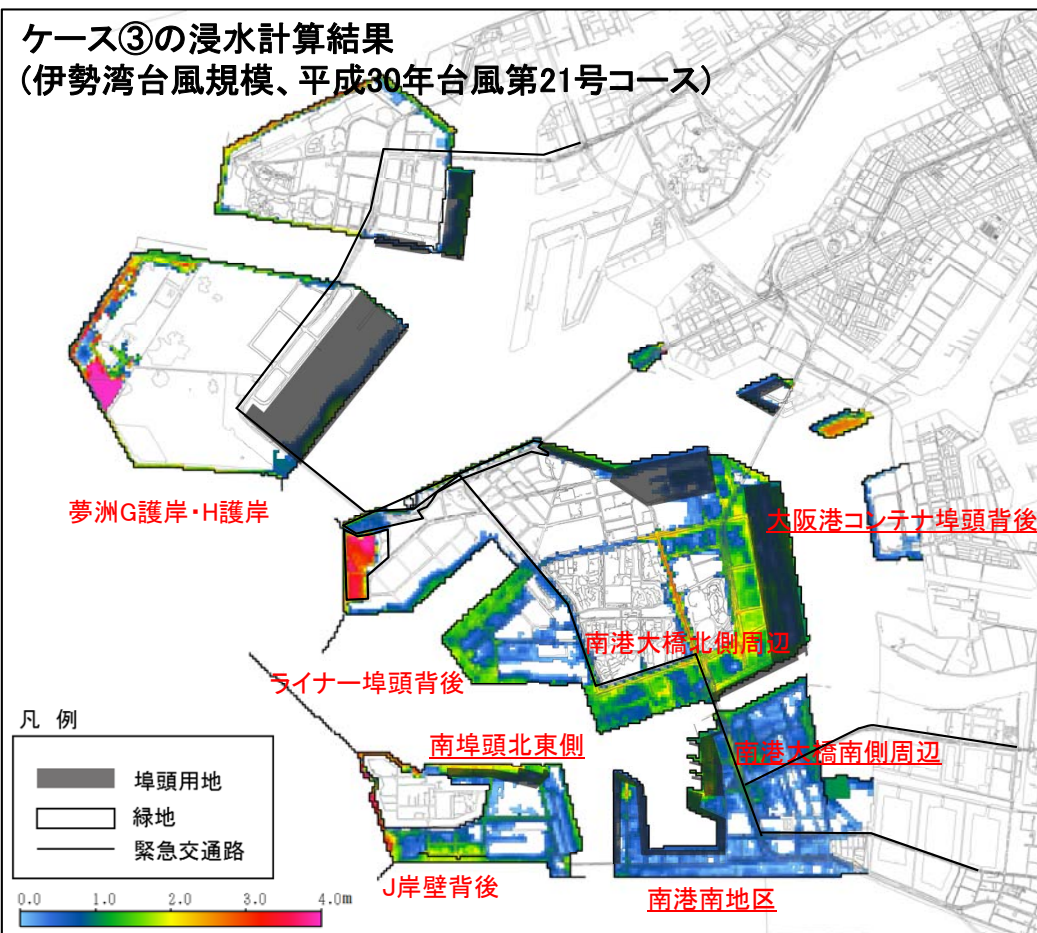 ケース③の浸水計算結果
(伊勢湾台風規模、平成30年台風第21号コース)
夢洲G護岸・H護岸
大阪港コンテナ埠頭背後
南港大橋北側周辺
ライナー埠頭背後
南埠頭北東側
南港大橋南側周辺
J岸壁背後
南港南地区
凡 例
埠頭用地
緑地
緊急交通路
0.0 1.0 2.0 3.0 4.0m